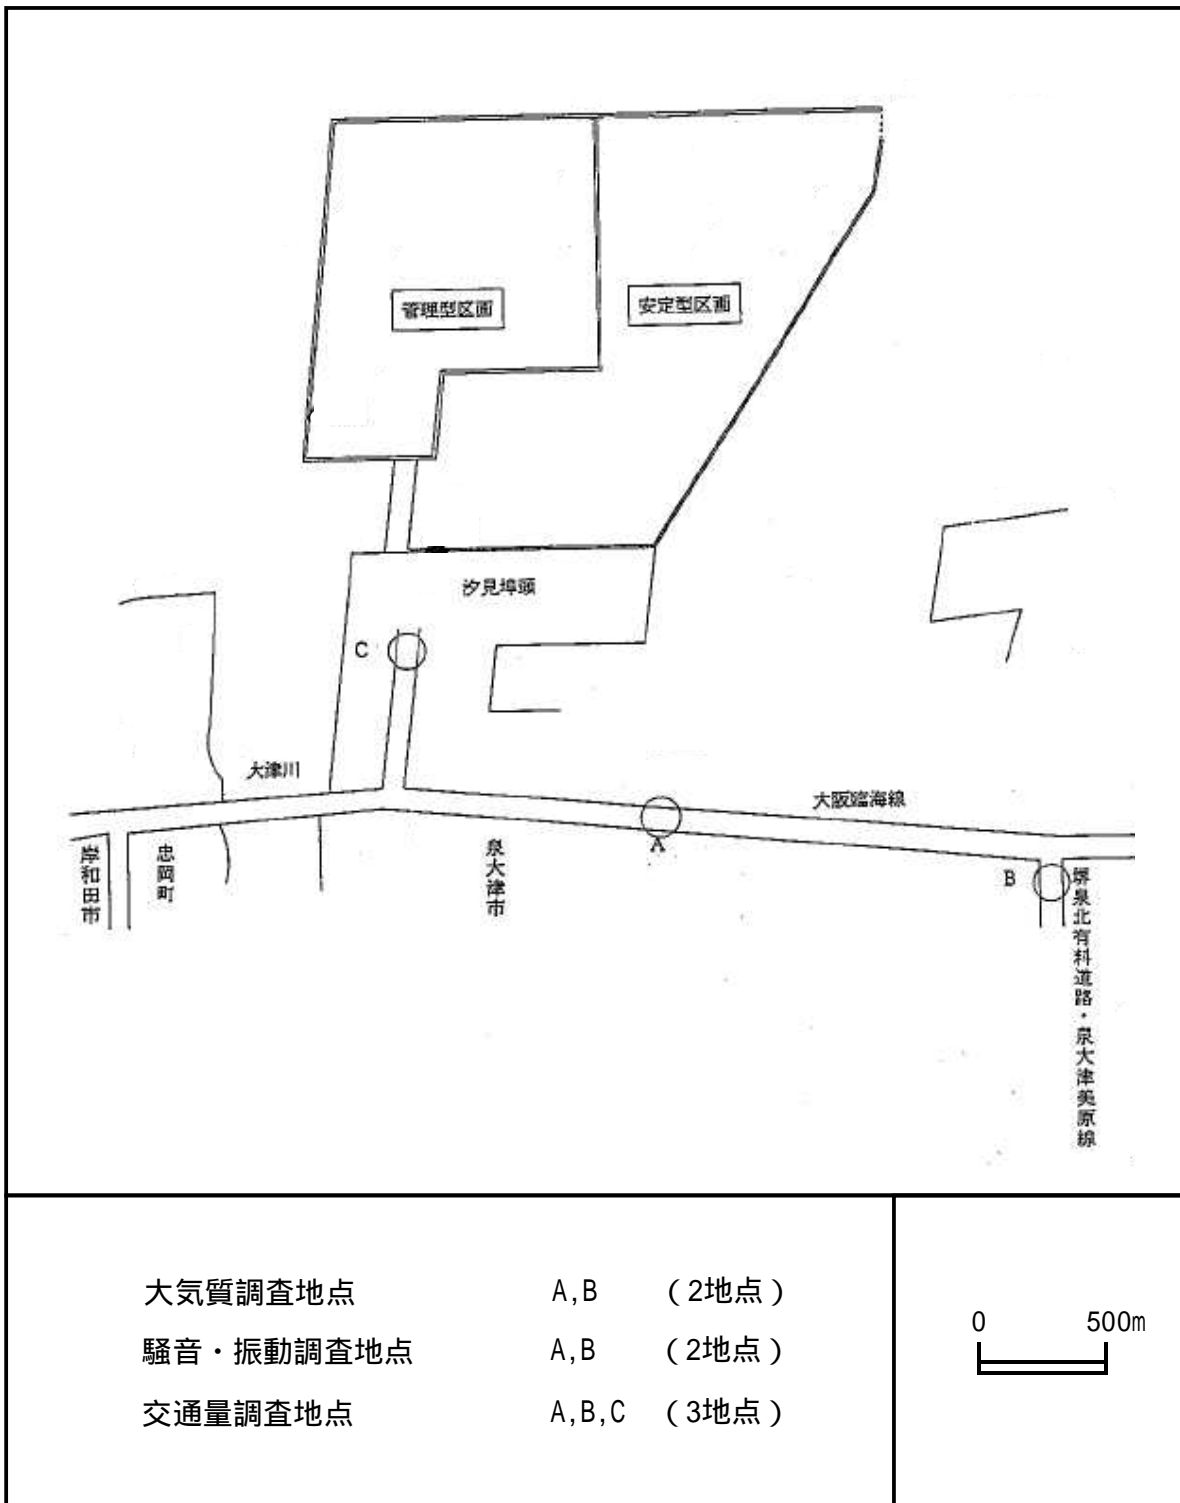 管理型区画
安定型区画
汐見埠頭
C
大津川
大阪臨海線
A
岸和田市
忠岡町
泉大津市
B
堺泉北有料道路・泉大津美原線
大気質調査地点 A,B （2地点）
騒音・振動調査地点 A,B （2地点）
交通量調査地点 A,B,C （3地点）
0 500m